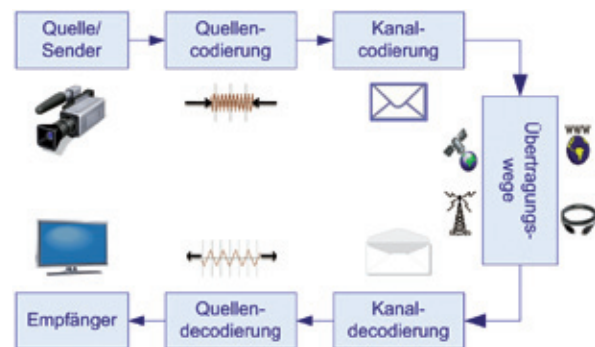 Quelle/
Sender
Quellen-
codierung
Kanal-
codierung
Übertragungs-
wege
WWW
Kanal-
decodierung
Quellen-
decodierung
Empfänger